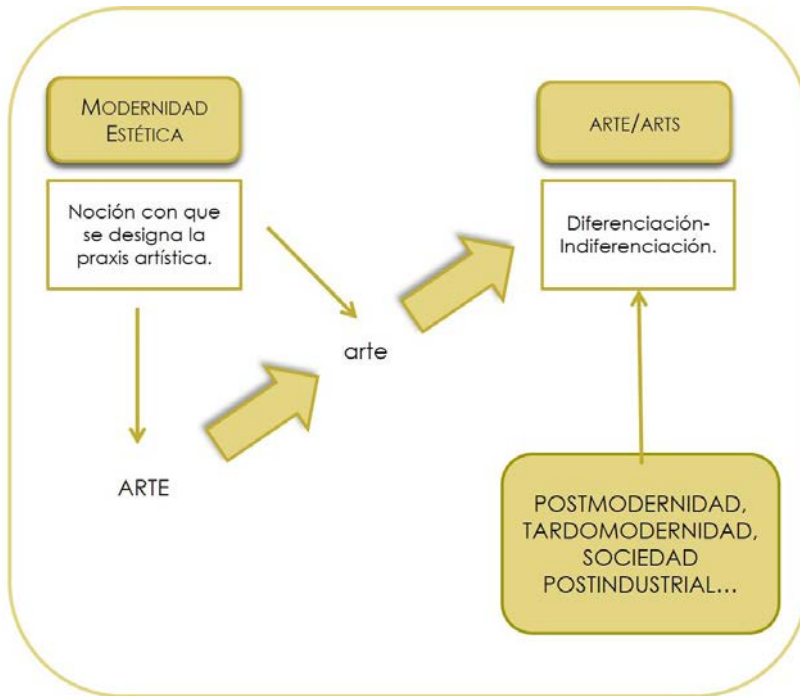 MODERNIDAD
ESTÉTICA
Noción con que
se designa la
praxis artística.
ARTE
arte
ARTE/ARTS
Diferenciación-
Indiferenciación.
POSTMODERNIDAD,
TARDOMODERNIDAD,
SOCIEDAD
POSTINDUSTRIAL...